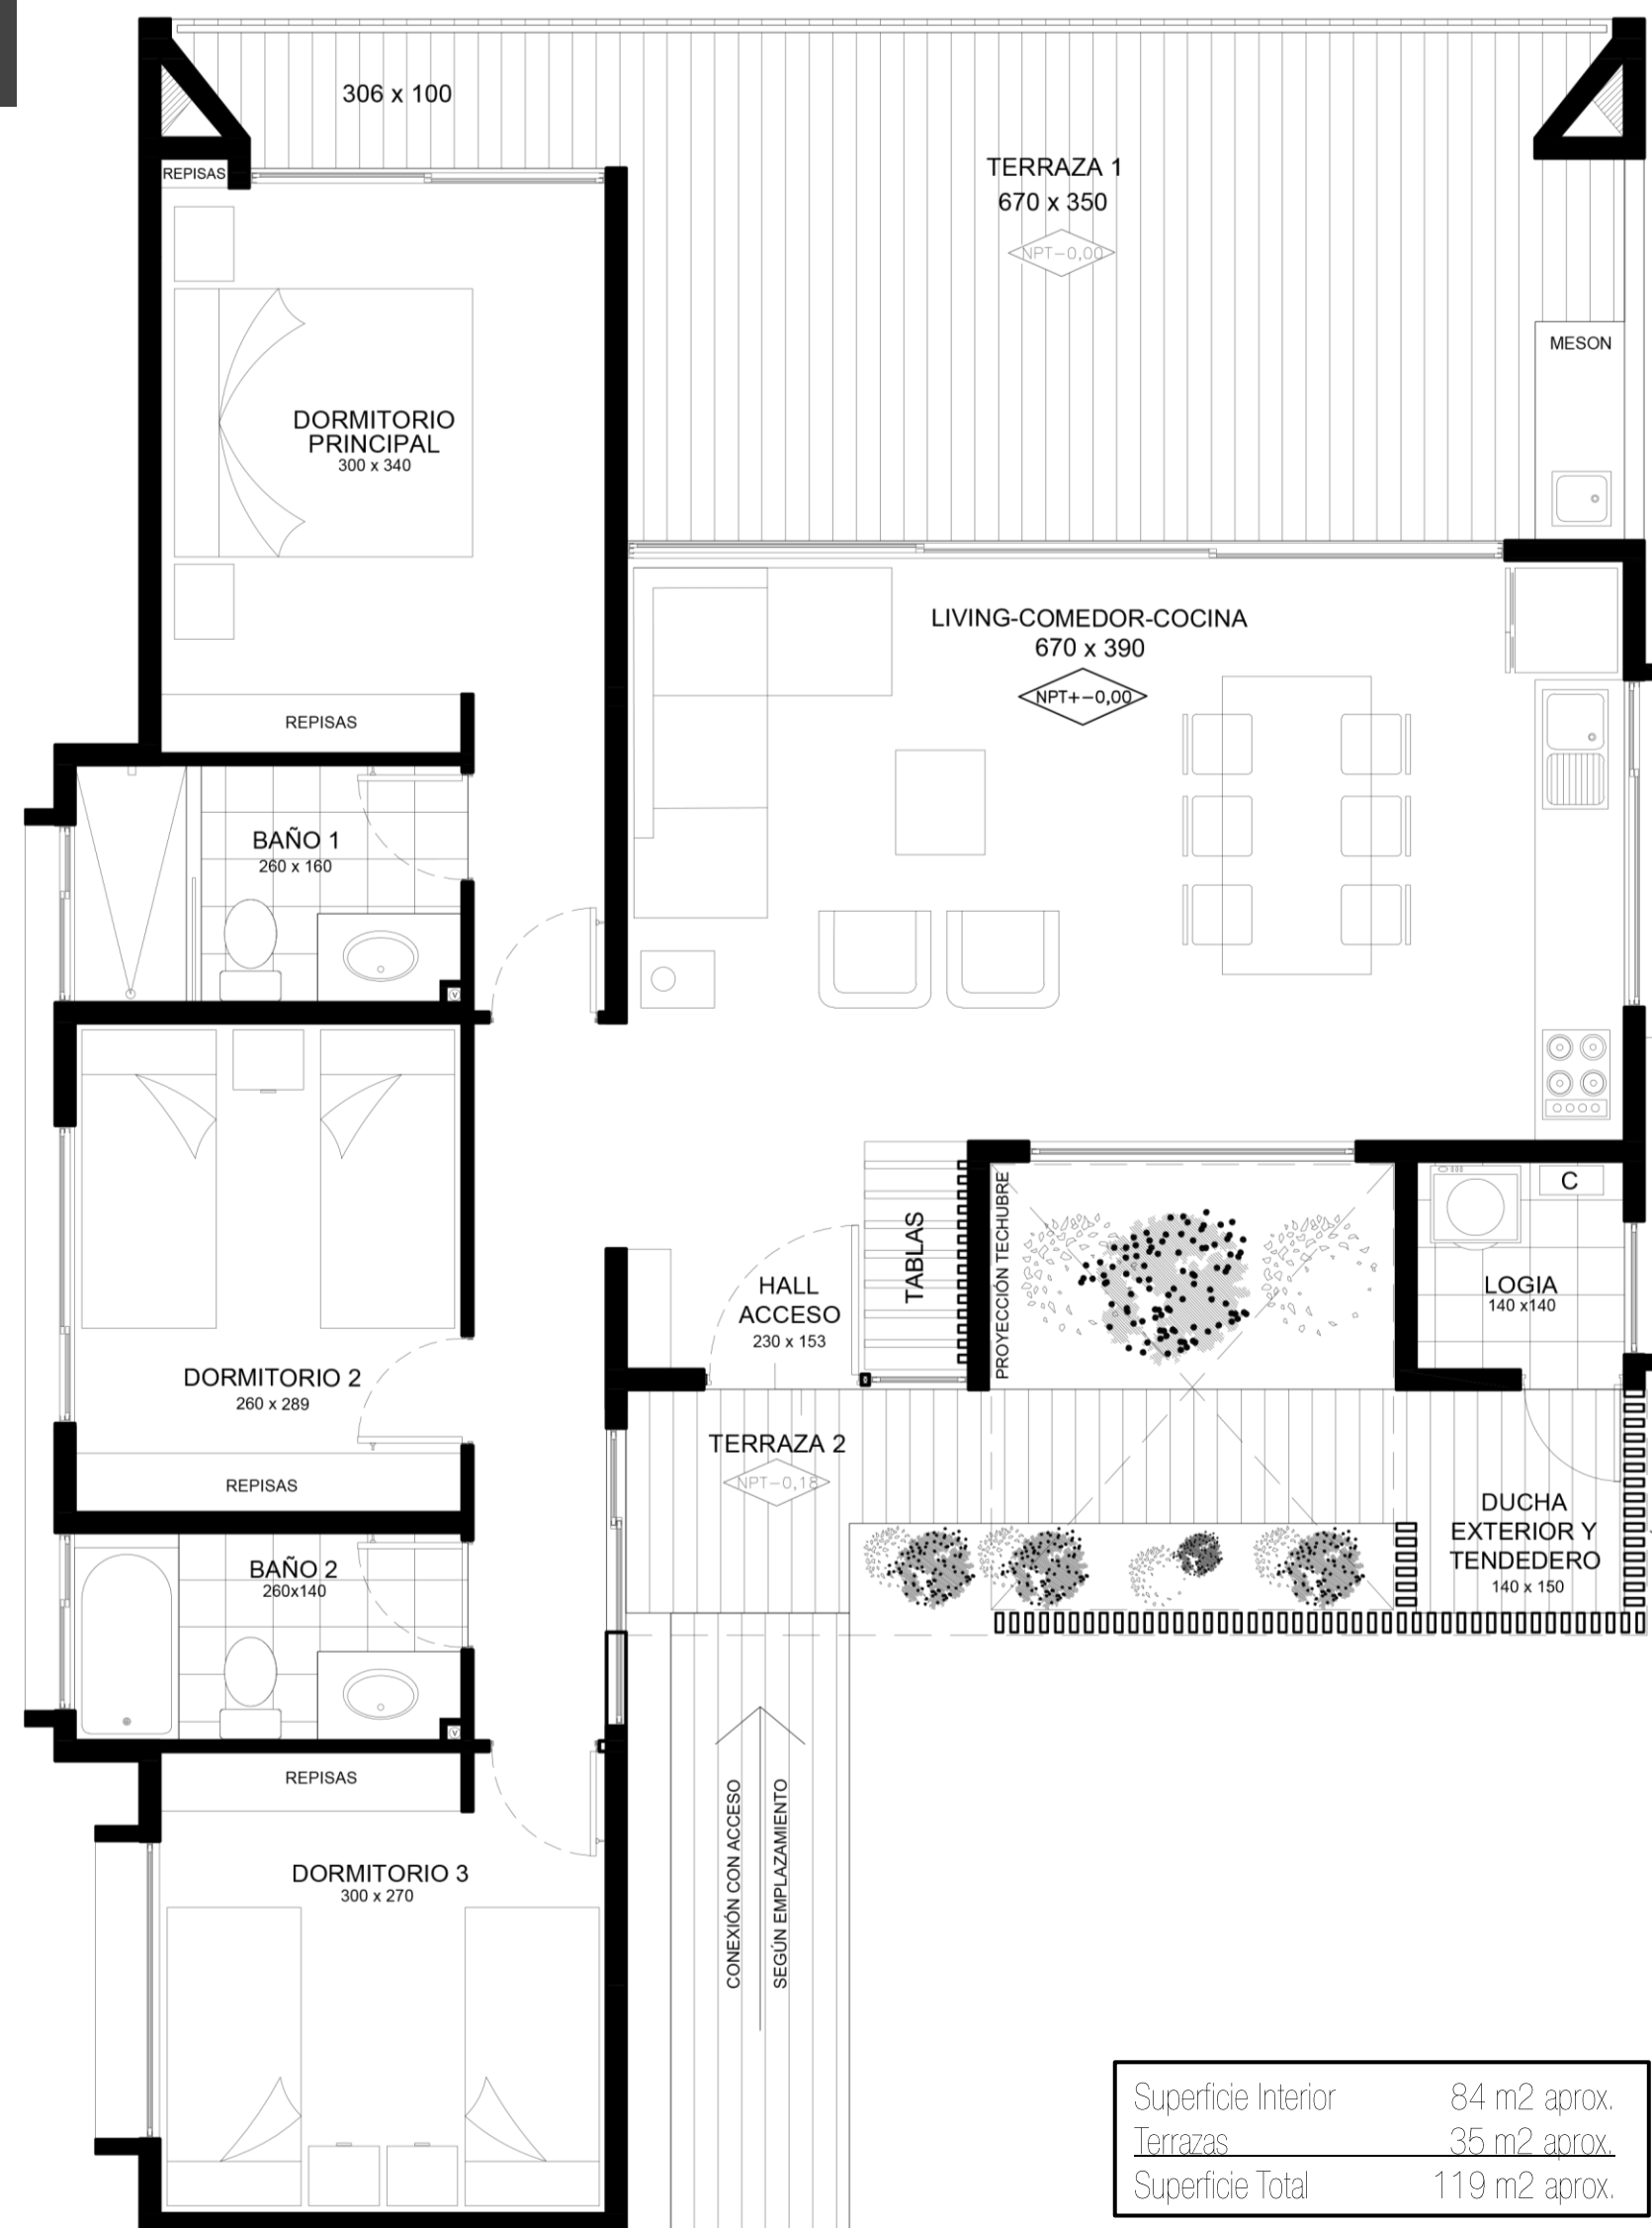 306 x 100
REPISAS
TERRAZA 1
670 x 350
NPT-0,00
MESON
DORMITORIO
PRINCIPAL
300 x 340
LIVING-COMEDOR-COCINA
670 x 390
NPT+-0,00
REPISAS
BAÑO 1
260 x 160
V
C
PROYECCIÓN TECHUBRE
TABLAS
HALL
ACCESO
230 x 153
LOGIA
140 x140
DORMITORIO 2
260 x 289
TERRAZA 2
NPT-0,18
REPISAS
DUCHA
EXTERIOR Y
TENDEDERO
140 x 150
BAÑO 2
260x140
V
REPISAS
CONEXIÓN CON ACCESO
SEGÚN EMPLAZAMIENTO
DORMITORIO 3
300 x 270
Superficie Interior 84 m2 aprox.
Terrazas 35 m2 aprox.
Superficie Total 119 m2 aprox.